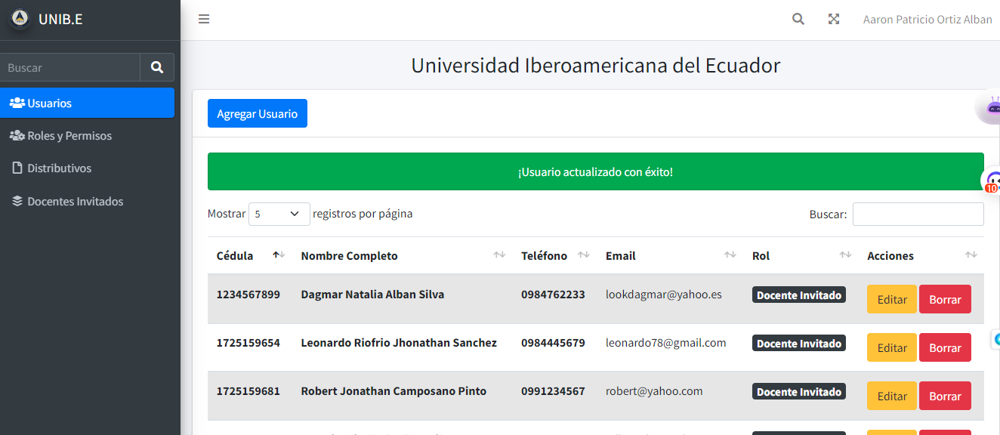 UNIB.E
Aaron Patricio Ortiz Alban
Buscar
Usuarios
Roles y Permisos
Distributivos
Docentes Invitados
Universidad Iberoamericana del Ecuador
Agregar Usuario
¡Usuario actualizado con éxito!
Mostrar 5 registros por página
Buscar:
Cédula Nombre Completo Teléfono Email Rol Acciones
1234567899 Dagmar Natalia Alban Silva 0984762233 lookdagmar@yahoo.es Docente Invitado Editar Borrar
1725159654 Leonardo Riofrio Jhonathan Sanchez 0984445679 leonardo78@gmail.com Docente Invitado Editar Borrar
1725159681 Robert Jonathan Camposano Pinto 0991234567 robert@yahoo.com Docente Invitado Editar Borrar
10